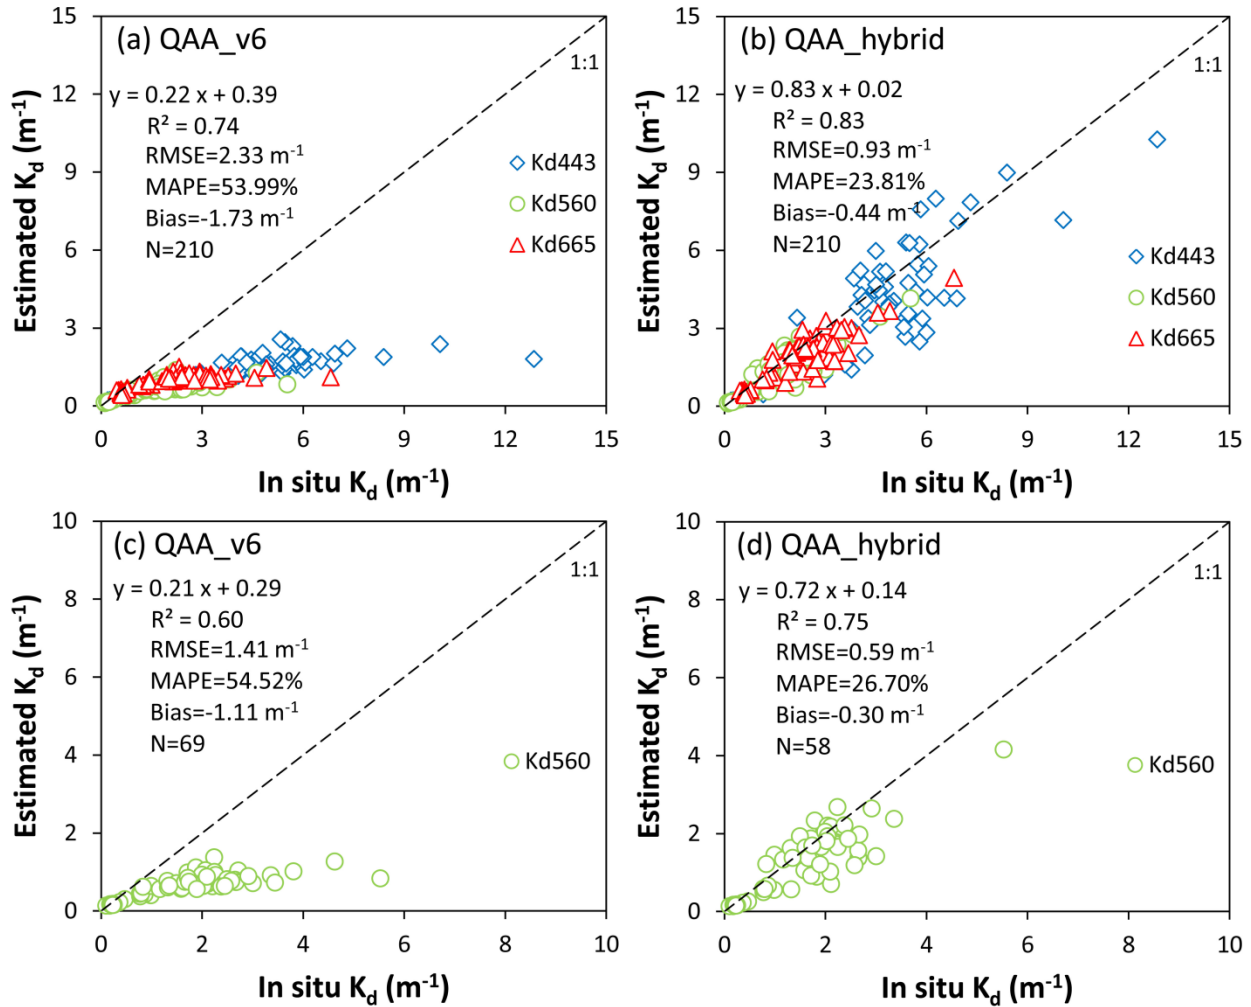 (a) QAA_v6
y = 0.22 x + 0.39
R² = 0.74
RMSE=2.33 m⁻¹
MAPE=53.99%
Bias=-1.73 m⁻¹
N=210
1:1
Kd443
Kd560
Kd665
15
12
9
6
3
0
0 3 6 9 12 15
Estimated K_d (m⁻¹)
In situ K_d (m⁻¹)
(b) QAA_hybrid
y = 0.83 x + 0.02
R² = 0.83
RMSE=0.93 m⁻¹
MAPE=23.81%
Bias=-0.44 m⁻¹
N=210
1:1
Kd443
Kd560
Kd665
15
12
9
6
3
0
0 3 6 9 12 15
Estimated K_d (m⁻¹)
In situ K_d (m⁻¹)
(c) QAA_v6
y = 0.21 x + 0.29
R² = 0.60
RMSE=1.41 m⁻¹
MAPE=54.52%
Bias=-1.11 m⁻¹
N=69
1:1
Kd560
10
8
6
4
2
0
0 2 4 6 8 10
Estimated K_d (m⁻¹)
In situ K_d (m⁻¹)
(d) QAA_hybrid
y = 0.72 x + 0.14
R² = 0.75
RMSE=0.59 m⁻¹
MAPE=26.70%
Bias=-0.30 m⁻¹
N=58
1:1
Kd560
10
8
6
4
2
0
0 2 4 6 8 10
Estimated K_d (m⁻¹)
In situ K_d (m⁻¹)